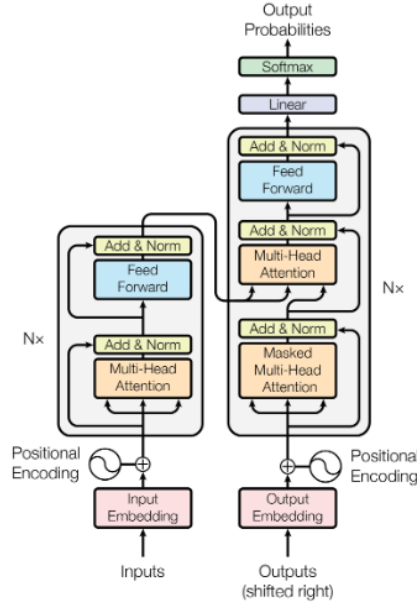 Output
Probabilities
Softmax
Linear
Add & Norm
Feed
Forward
Add & Norm
Multi-Head
Attention
Add & Norm
Masked
Multi-Head
Attention
N×
Add & Norm
Feed
Forward
Add & Norm
Multi-Head
Attention
N×
Positional
Encoding
Positional
Encoding
Input
Embedding
Output
Embedding
Inputs
Outputs
(shifted right)